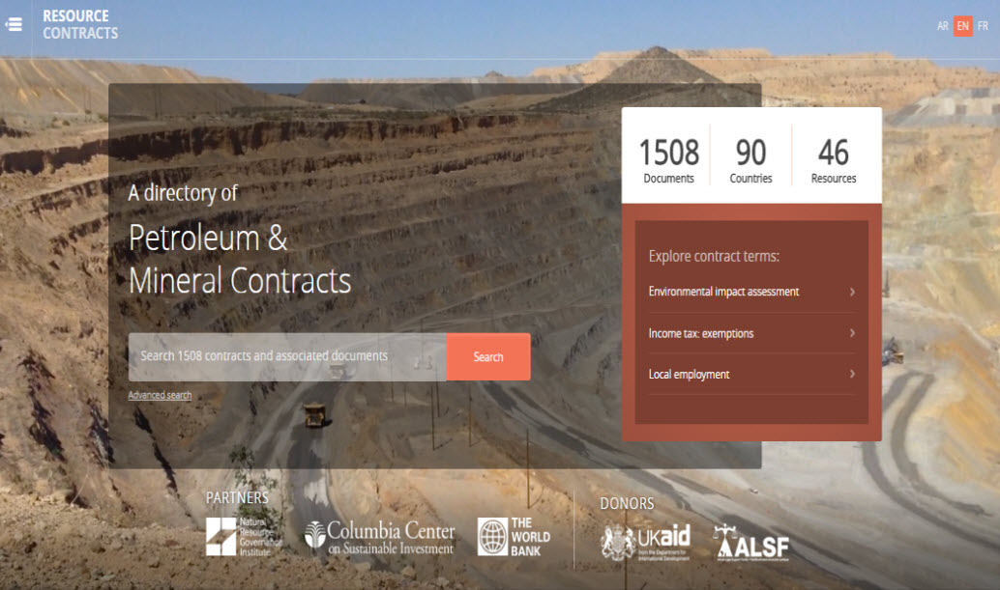 RESOURCE
CONTRACTS
AR EN FR
A directory of
Petroleum &
Mineral Contracts
Search 1508 contracts and associated documents
Search
Advanced search
1508 90 46
Documents Countries Resources
Explore contract terms:
Environmental impact assessment
Income tax: exemptions
Local employment
PARTNERS
Natural
Resource
Governance
Institute
Columbia Center
on Sustainable Investment
THE
WORLD
BANK
DONORS
UKaid
from the Department for
International Development
ALSF